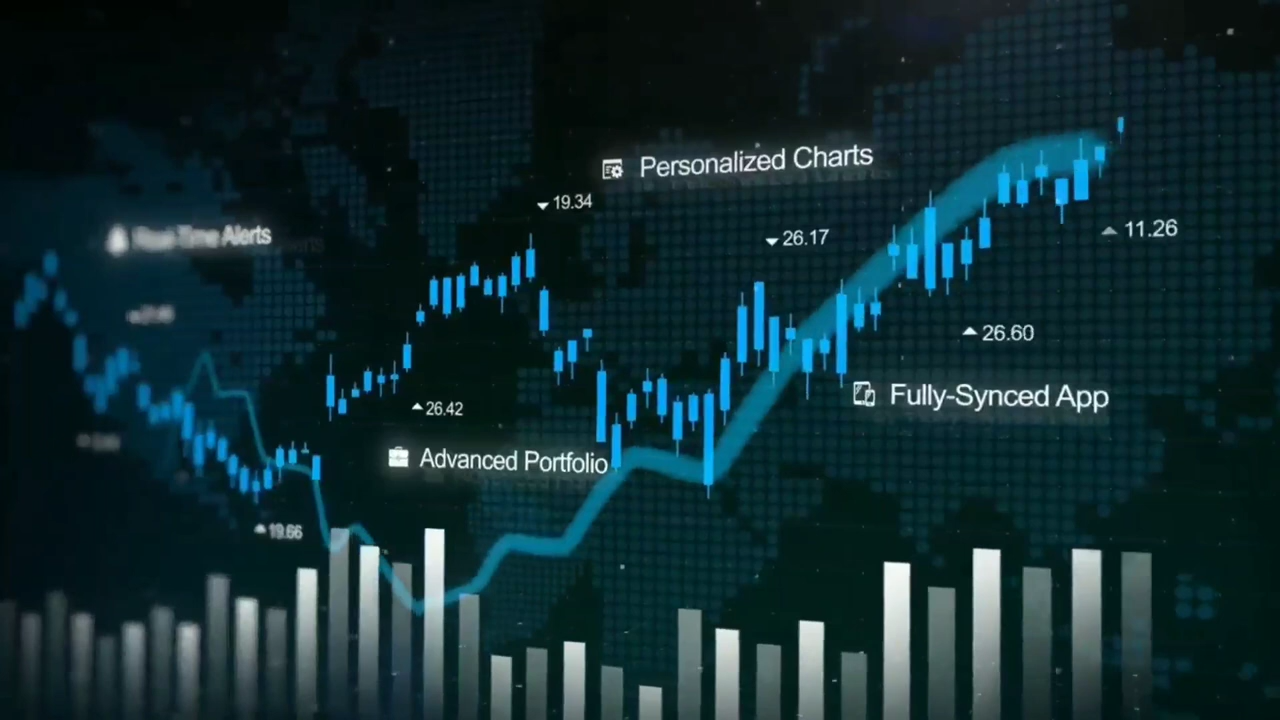 Personalized Charts
19.34
Real-Time Alerts
26.17
11.26
26.60
Fully-Synced App
26.42
Advanced Portfolio
19.66